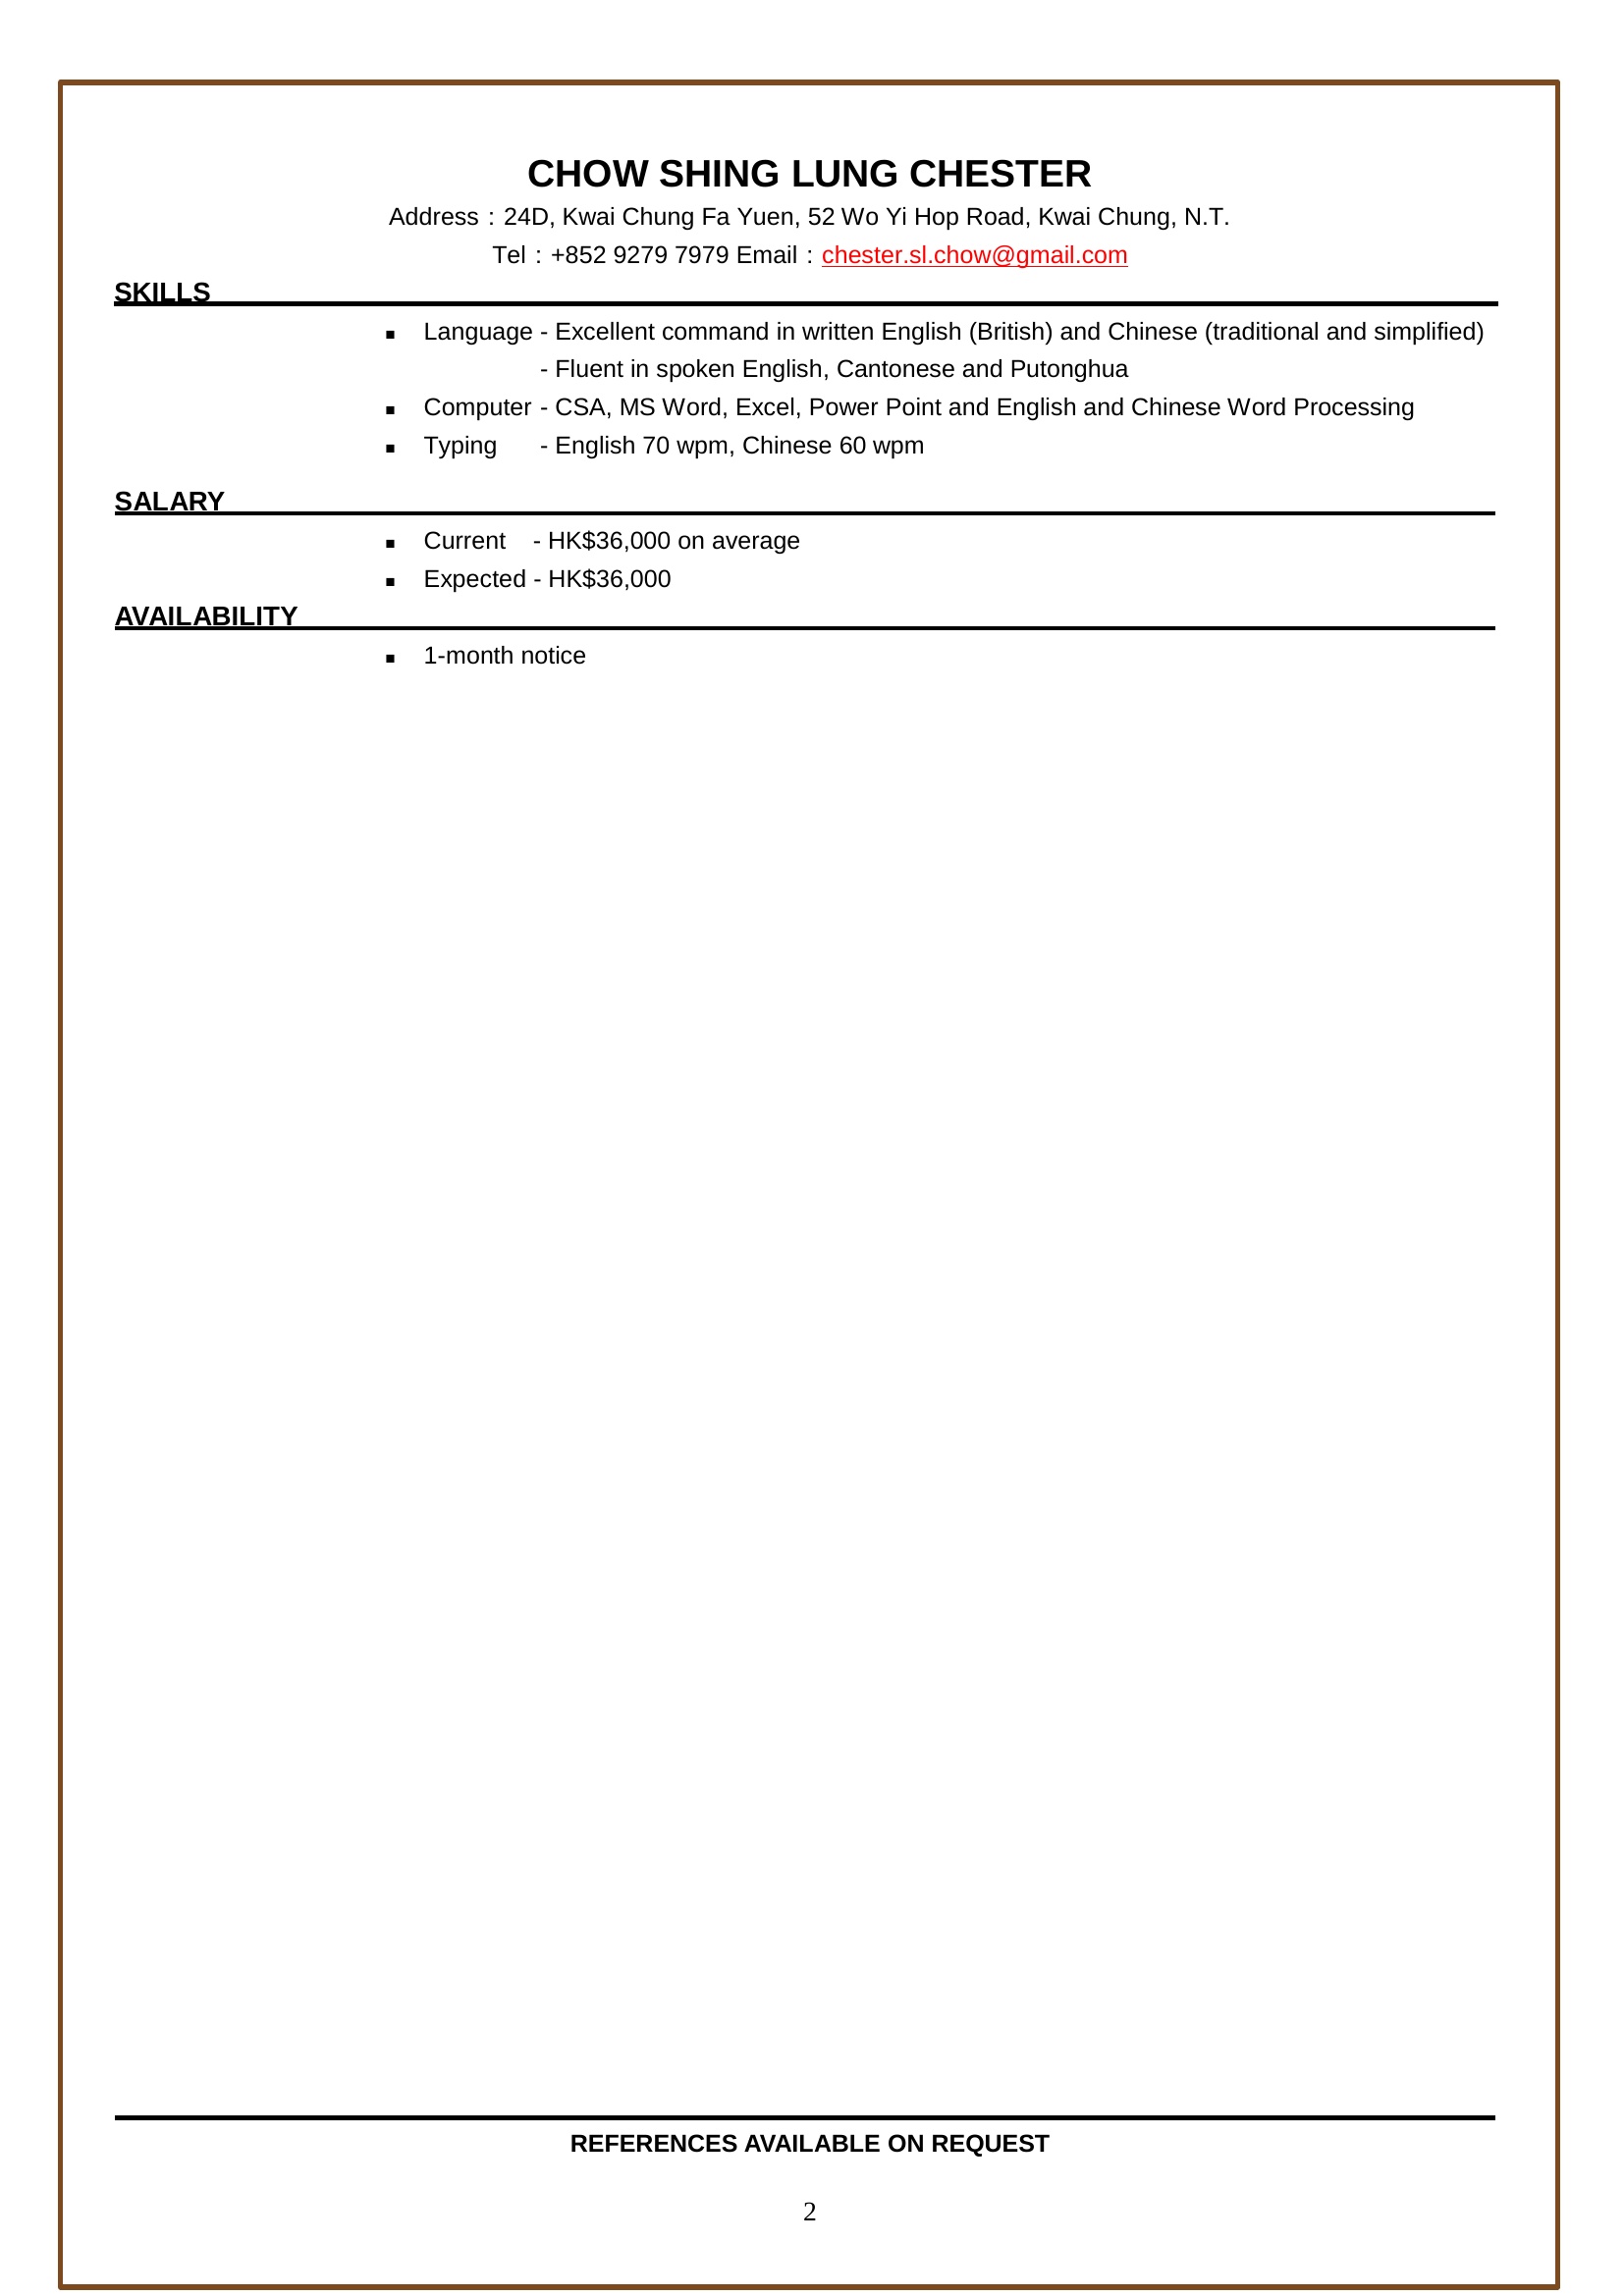 CHOW SHING LUNG CHESTER
Address：24D, Kwai Chung Fa Yuen, 52 Wo Yi Hop Road, Kwai Chung, N.T.
Tel：+852 9279 7979 Email：chester.sl.chow@gmail.com
SKILLS
▪ Language - Excellent command in written English (British) and Chinese (traditional and simplified)
- Fluent in spoken English, Cantonese and Putonghua
▪ Computer - CSA, MS Word, Excel, Power Point and English and Chinese Word Processing
▪ Typing - English 70 wpm, Chinese 60 wpm
SALARY
▪ Current - HK$36,000 on average
▪ Expected - HK$36,000
AVAILABILITY
▪ 1-month notice
REFERENCES AVAILABLE ON REQUEST
2